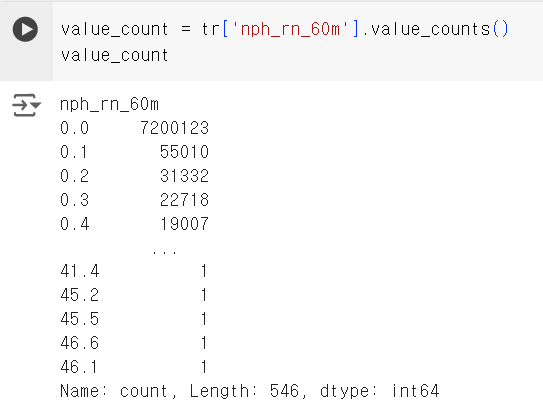 value_count = tr['nph_rn_60m'].value_counts()
value_count
nph_rn_60m
0.0 7200123
0.1 55010
0.2 31332
0.3 22718
0.4 19007
...
41.4 1
45.2 1
45.5 1
46.6 1
46.1 1
Name: count, Length: 546, dtype: int64